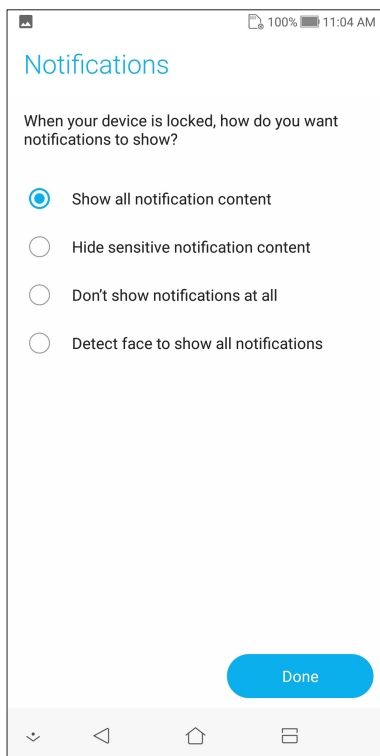 100% 11:04 AM
Notifications
When your device is locked, how do you want
notifications to show?
Show all notification content
Hide sensitive notification content
Don't show notifications at all
Detect face to show all notifications
Done